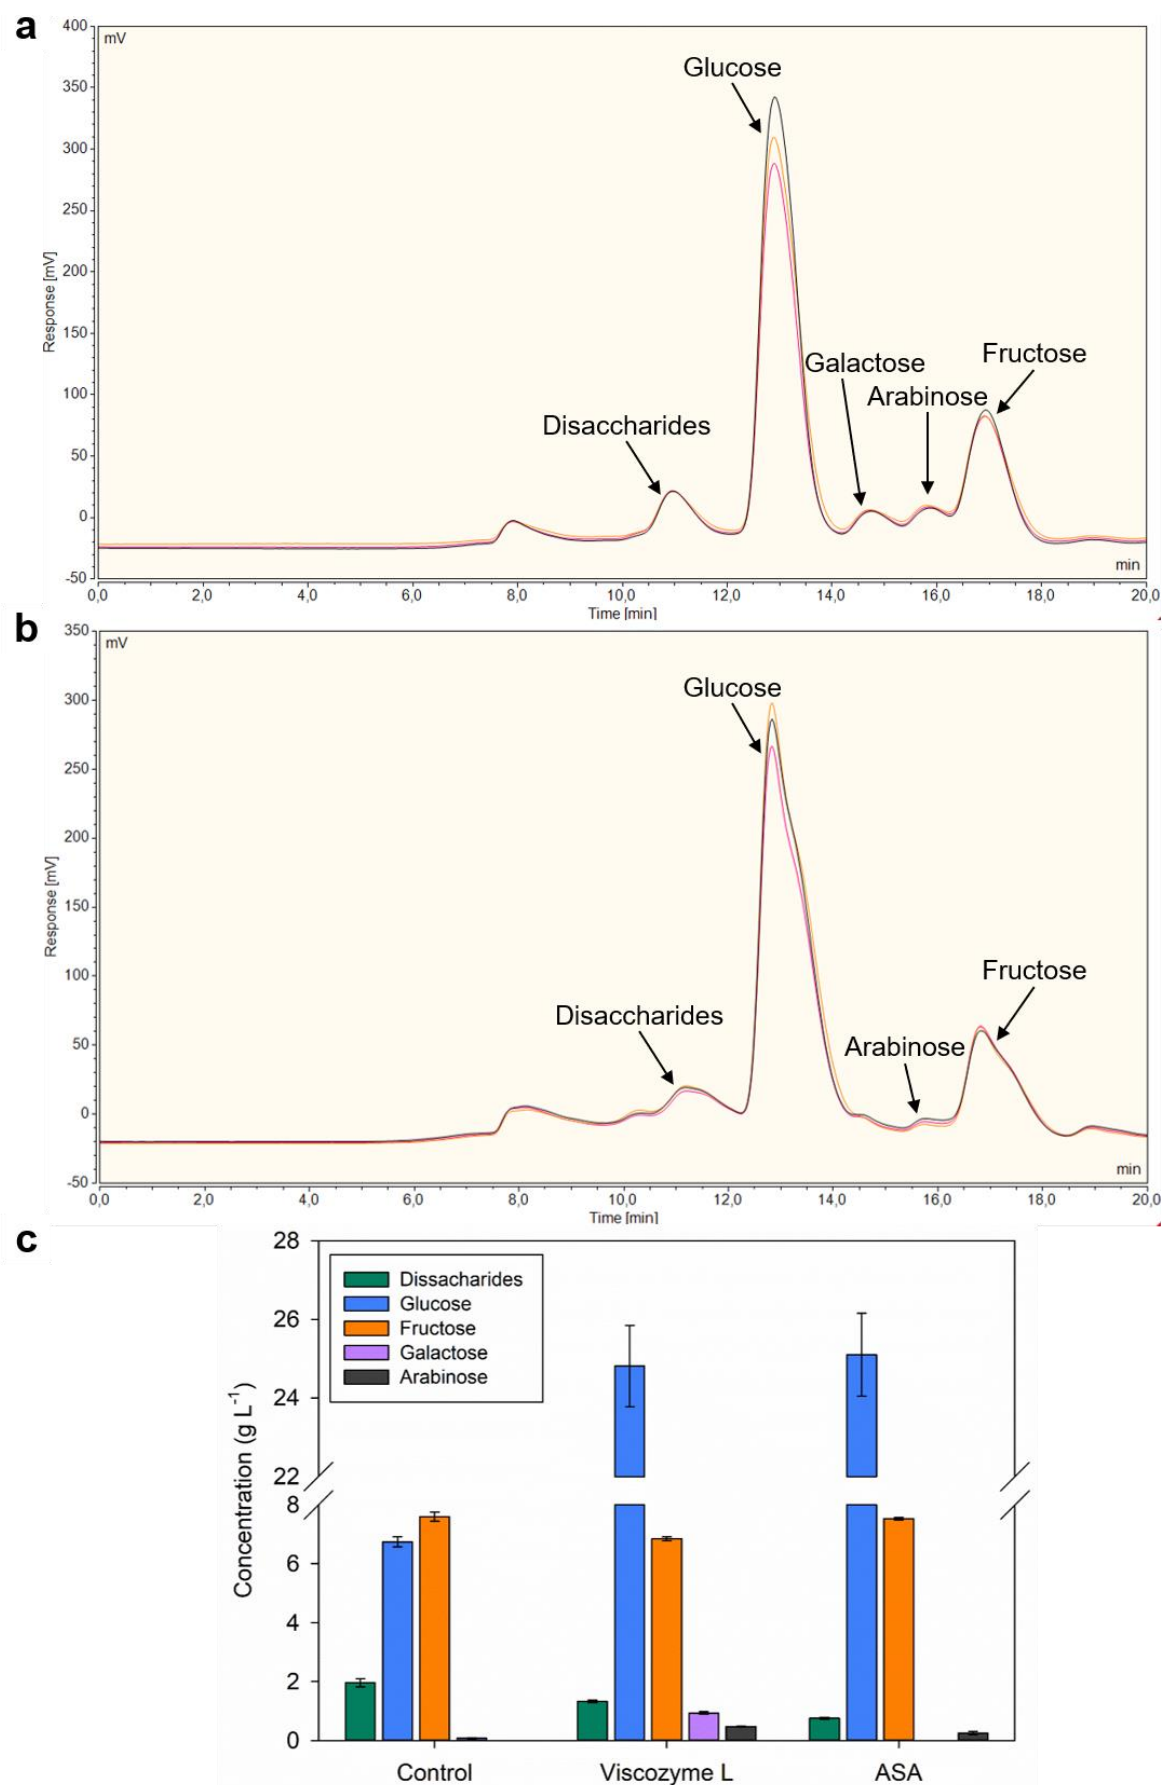 a
400
mV
350
300
250
200
150
100
50
0
-50
Response [mV]
Glucose
Galactose
Fructose
Arabinose
Disaccharides
min
0,0 2,0 4,0 6,0 8,0 10,0 12,0 14,0 16,0 18,0 20,0
Time [min]
b
350
mV
300
250
200
150
100
50
0
-50
Response [mV]
Glucose
Fructose
Disaccharides
Arabinose
min
0,0 2,0 4,0 6,0 8,0 10,0 12,0 14,0 16,0 18,0 20,0
Time [min]
c
28
26
24
22
8
6
4
2
0
Concentration (g L⁻¹)
Dissacharides
Glucose
Fructose
Galactose
Arabinose
Control Viscozyme L ASA